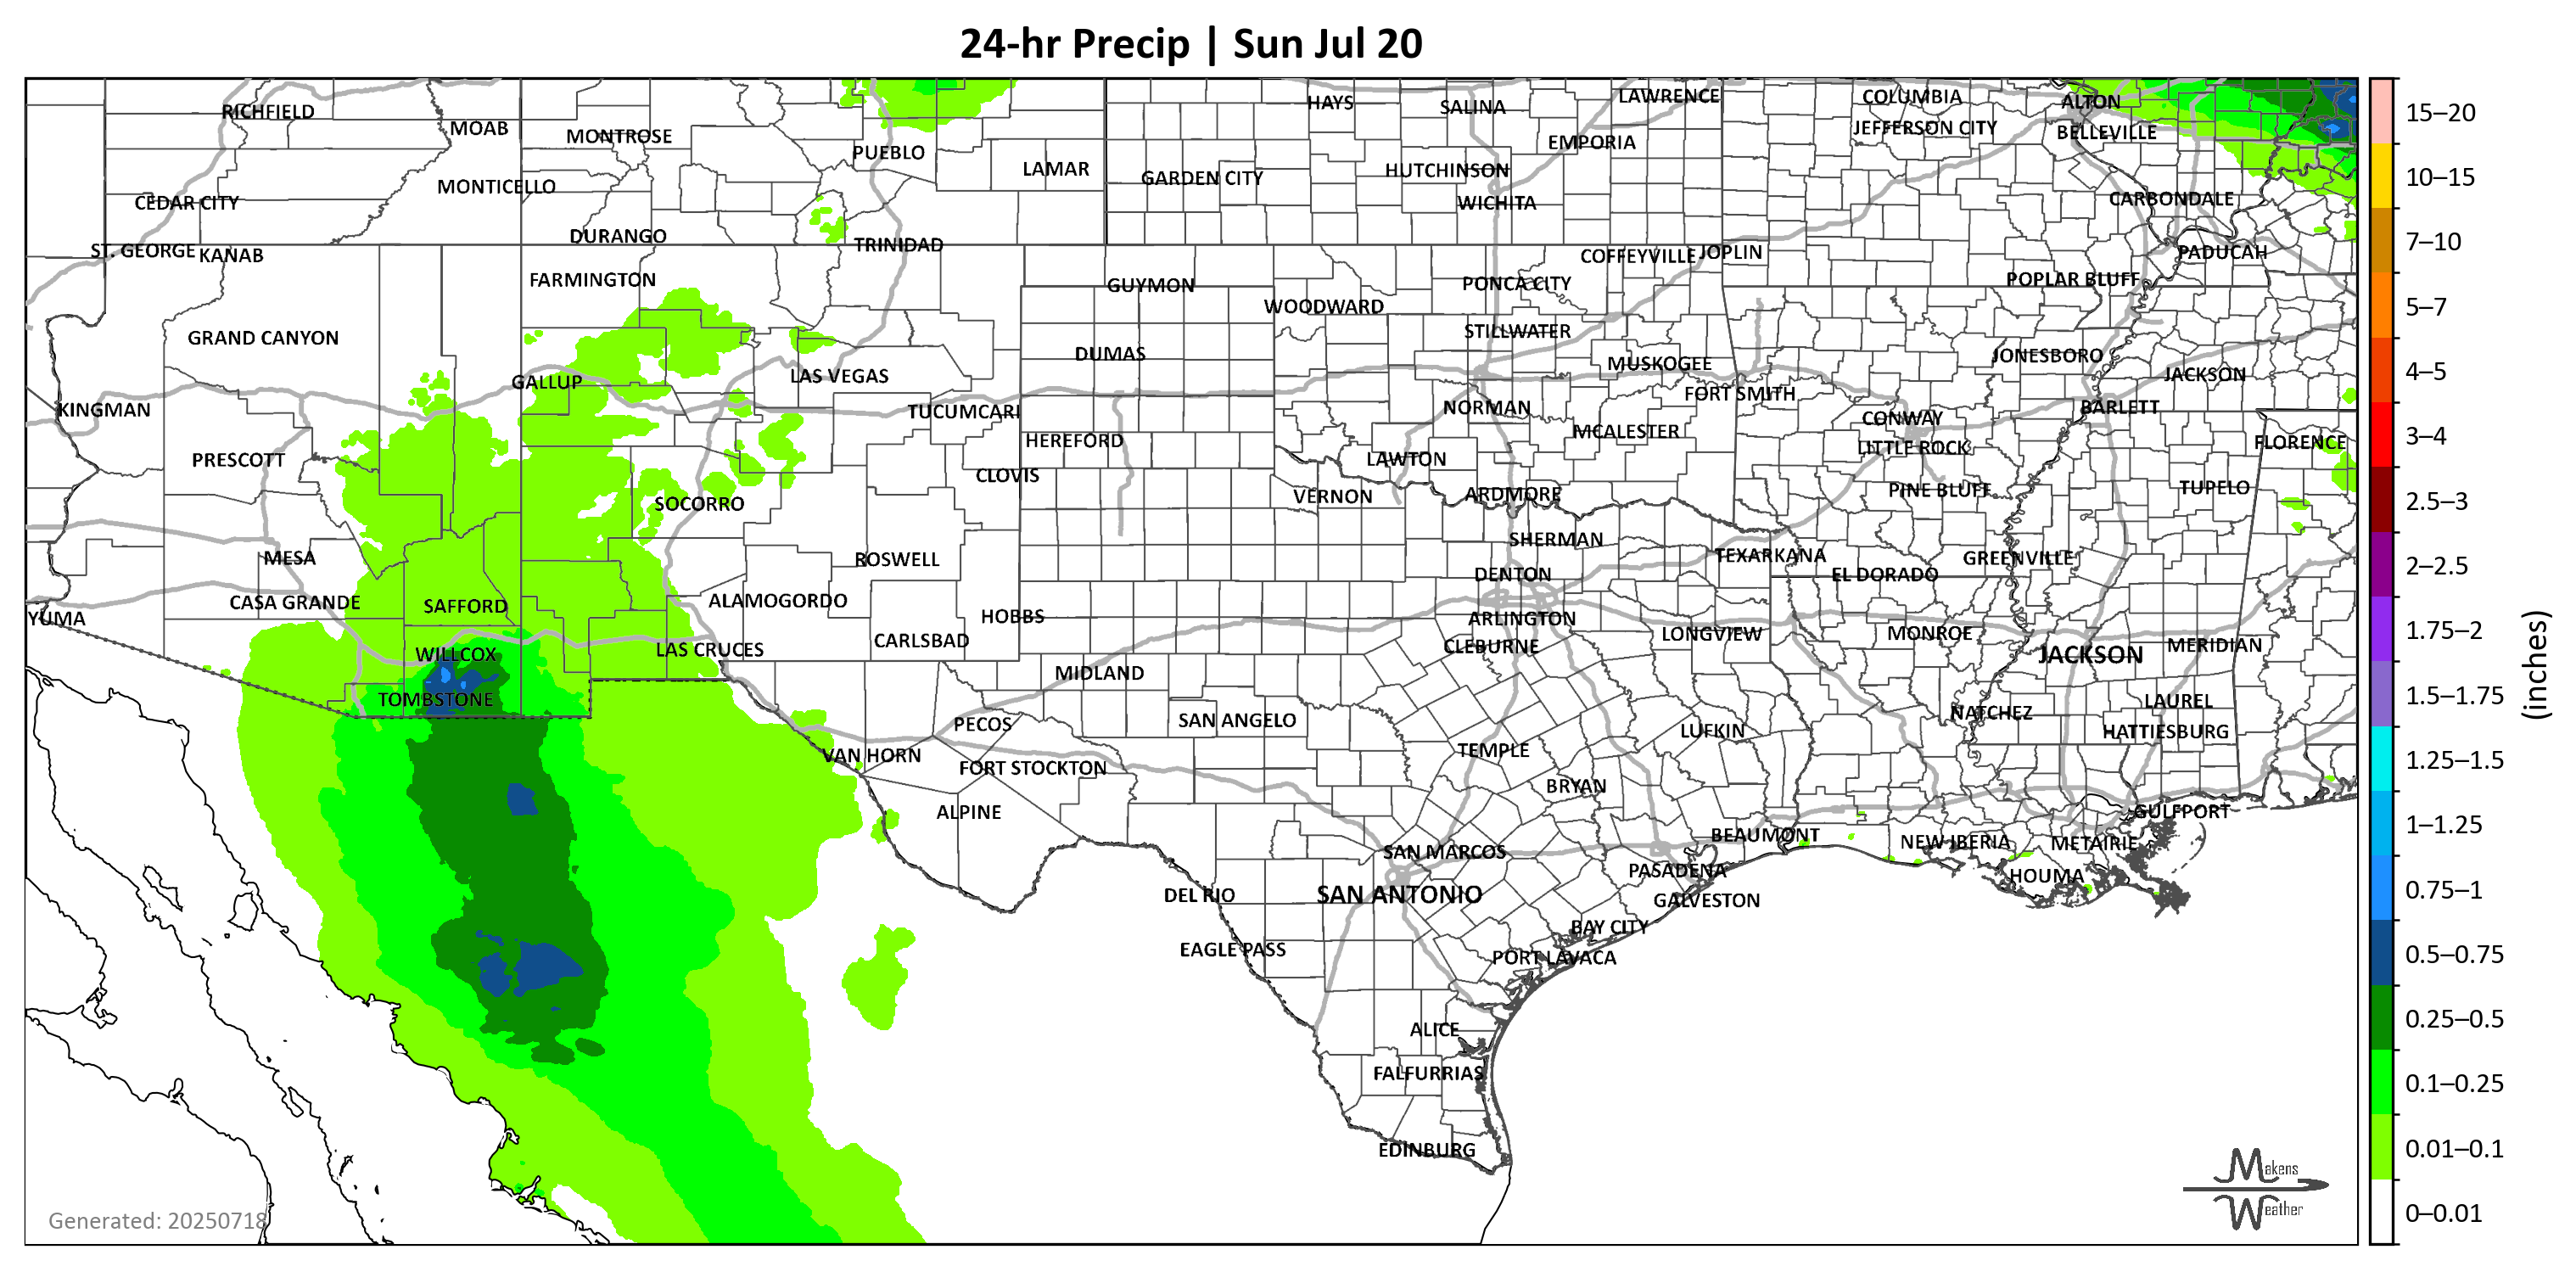 24-hr Precip | Sun Jul 20
RICHFIELD
MOAB
MONTROSE
PUEBLO
LAMAR
HAYS
SALINA
LAWRENCE
EMPORIA
COLUMBIA
JEFFERSON CITY
ALTON
BELLEVILLE
CEDAR CITY
MONTICELLO
GARDEN CITY
HUTCHINSON
WICHITA
CARBONDALE
ST. GEORGE
KANAB
DURANGO
TRINIDAD
COFFEYVILLE
JOPLIN
PADUCAH
FARMINGTON
GUYMON
WOODWARD
PONCA CITY
POPLAR BLUFF
GRAND CANYON
DUMAS
STILLWATER
MUSKOGEE
JONESBORO
GALLUP
LAS VEGAS
FORT SMITH
JACKSON
KINGMAN
TUCUMCARI
NORMAN
CONWAY
BARLETT
HEREFORD
MCALESTER
LITTLE ROCK
FLORENCE
PRESCOTT
CLOVIS
LAWTON
SOCORRO
VERNON
ARDMORE
PINE BLUFF
TUPELO
MESA
ROSWELL
SHERMAN
TEXARKANA
GREENVILLE
CASA GRANDE
SAFFORD
ALAMOGORDO
DENTON
EL DORADO
YUMA
HOBBS
ARLINGTON
CARLSBAD
CLEBURNE
LONGVIEW
MONROE
WILLCOX
LAS CRUCES
MIDLAND
JACKSON
MERIDIAN
TOMBSTONE
PECOS
SAN ANGELO
LUFKIN
NATCHEZ
LAUREL
HATTIESBURG
VAN HORN
FORT STOCKTON
TEMPLE
BRYAN
ALPINE
GULFPORT
SAN MARCOS
BEAUMONT
NEW IBERIA
METAIRIE
DEL RIO
SAN ANTONIO
PASADENA
GALVESTON
HOUMA
EAGLE PASS
BAY CITY
PORT LAVACA
ALICE
FALFURRIAS
EDINBURG
Generated: 20250718
Makens
Weather
15–20
10–15
7–10
5–7
4–5
3–4
2.5–3
2–2.5
1.75–2
1.5–1.75
1.25–1.5
1–1.25
0.75–1
0.5–0.75
0.25–0.5
0.1–0.25
0.01–0.1
0–0.01
(inches)